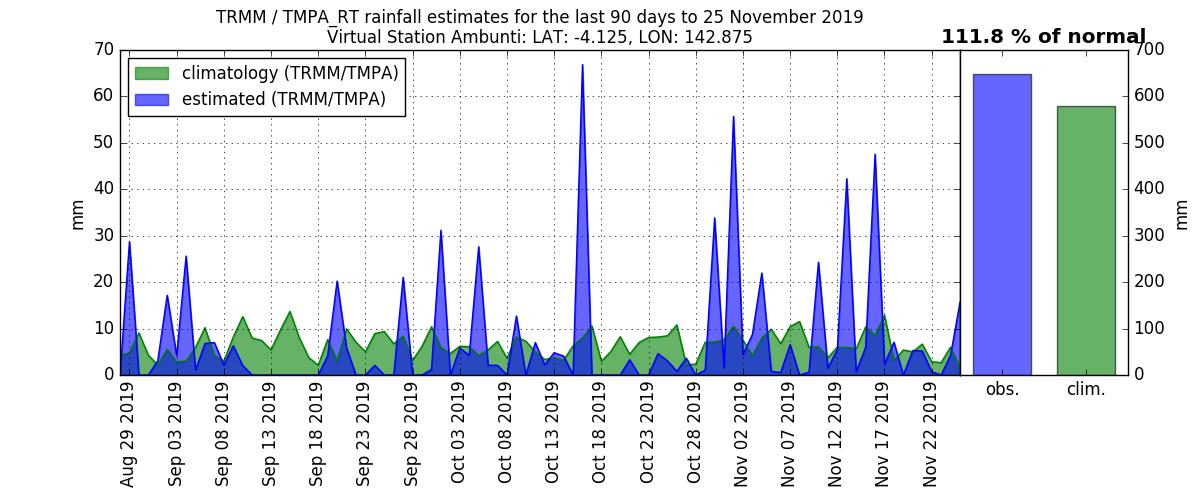 TRMM / TMPA_RT rainfall estimates for the last 90 days to 25 November 2019
Virtual Station Ambunti: LAT: -4.125, LON: 142.875
111.8 % of normal
climatology (TRMM/TMPA)
estimated (TRMM/TMPA)
70
60
50
40
30
20
10
0
mm
Aug 29 2019
Sep 03 2019
Sep 08 2019
Sep 13 2019
Sep 18 2019
Sep 23 2019
Sep 28 2019
Oct 03 2019
Oct 08 2019
Oct 13 2019
Oct 18 2019
Oct 23 2019
Oct 28 2019
Nov 02 2019
Nov 07 2019
Nov 12 2019
Nov 17 2019
Nov 22 2019
obs.
clim.
700
600
500
400
300
200
100
0
mm